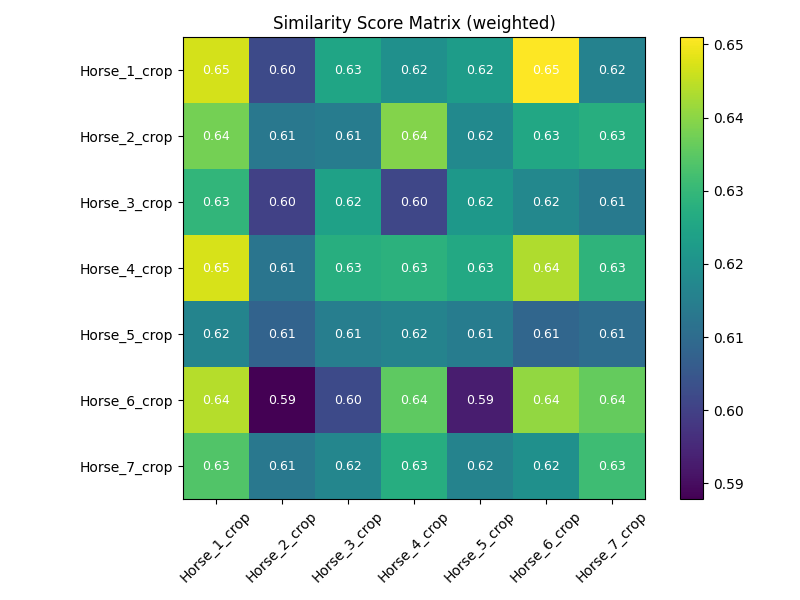 Similarity Score Matrix (weighted)
Horse_1_crop 0.65 0.60 0.63 0.62 0.62 0.65 0.62
Horse_2_crop 0.64 0.61 0.61 0.64 0.62 0.63 0.63
Horse_3_crop 0.63 0.60 0.62 0.60 0.62 0.62 0.61
Horse_4_crop 0.65 0.61 0.63 0.63 0.63 0.64 0.63
Horse_5_crop 0.62 0.61 0.61 0.62 0.61 0.61 0.61
Horse_6_crop 0.64 0.59 0.60 0.64 0.59 0.64 0.64
Horse_7_crop 0.63 0.61 0.62 0.63 0.62 0.62 0.63
Horse_1_crop Horse_2_crop Horse_3_crop Horse_4_crop Horse_5_crop Horse_6_crop Horse_7_crop
0.65
0.64
0.63
0.62
0.61
0.60
0.59